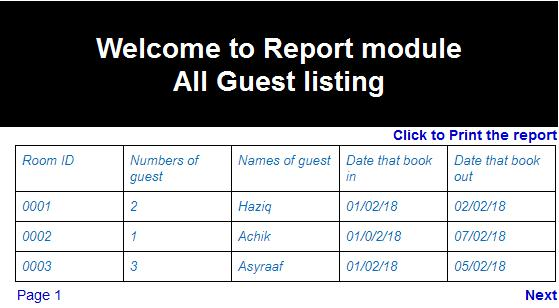 Welcome to Report module
All Guest listing
Click to Print the report
Room ID Numbers of guest Names of guest Date that book in Date that book out
0001 2 Haziq 01/02/18 02/02/18
0002 1 Achik 01/0/2/18 07/02/18
0003 3 Asyraaf 01/02/18 05/02/18
Page 1 Next